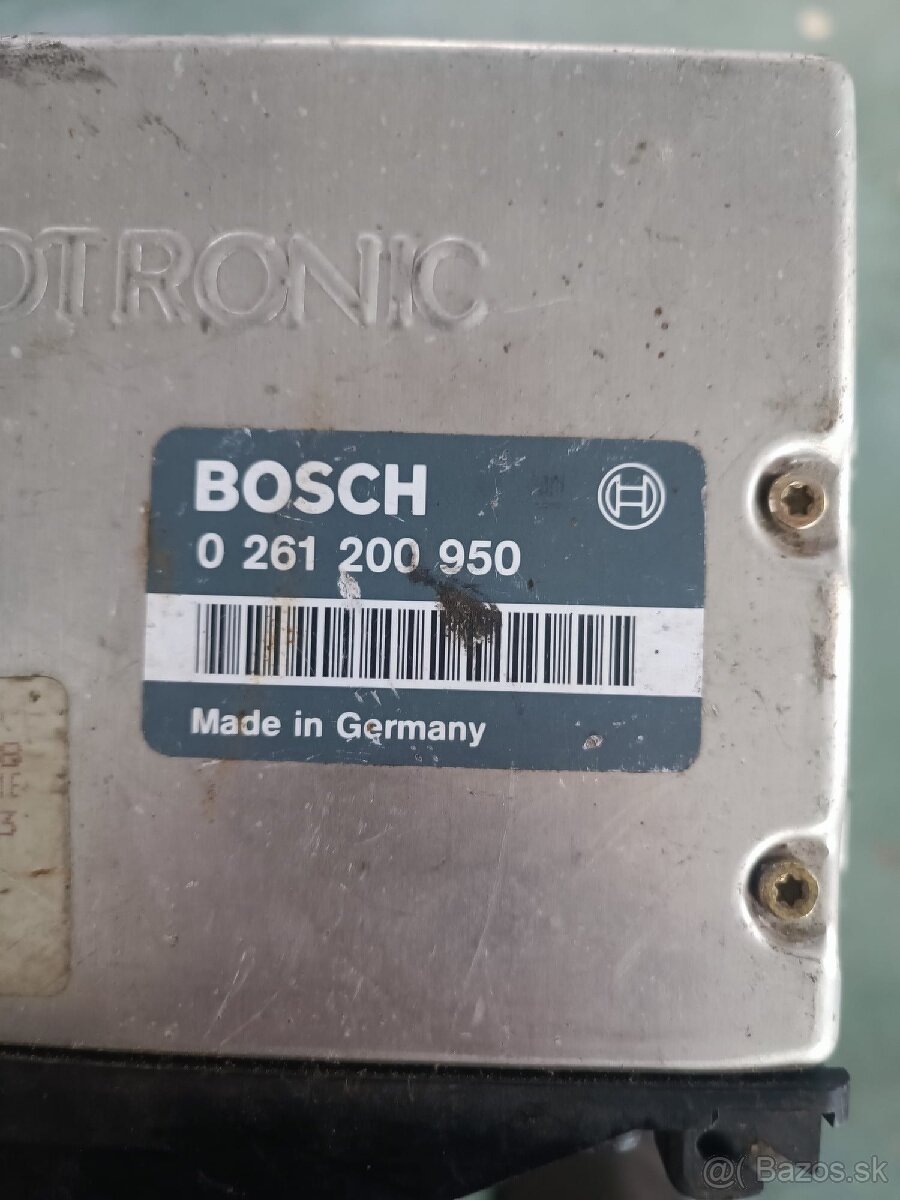 OTRONIC
BOSCH
0 261 200 950
Made in Germany
@( Bazos.sk